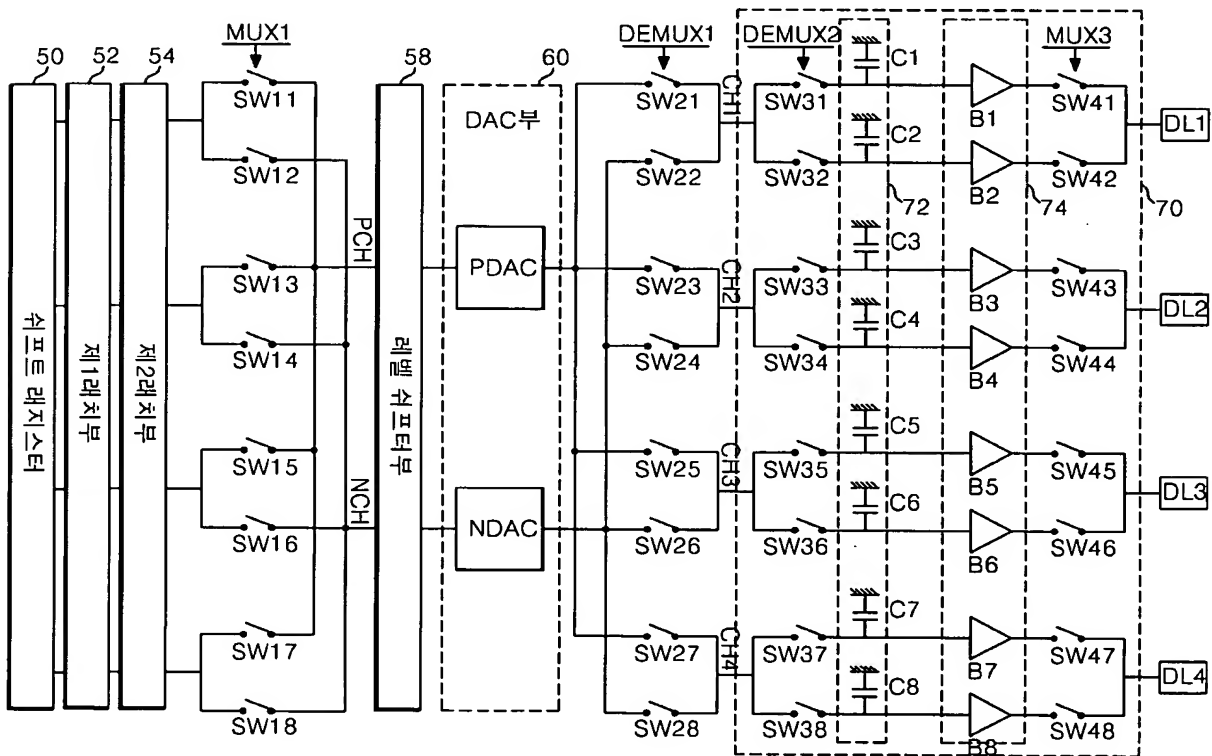 50
52
54
MUX1
58
60
DEMUX1
DEMUX2
MUX3
쉬프트 래지스터
제1래치부
제2래치부
SW11
SW12
SW13
SW14
SW15
SW16
SW17
SW18
PCH
NCH
레벨 쉬프터부
DAC부
PDAC
NDAC
SW21
SW22
SW23
SW24
SW25
SW26
SW27
SW28
CH1
CH2
CH3
CH4
SW31
SW32
SW33
SW34
SW35
SW36
SW37
SW38
C1
C2
C3
C4
C5
C6
C7
C8
72
B1
B2
B3
B4
B5
B6
B7
B8
74
SW41
SW42
SW43
SW44
SW45
SW46
SW47
SW48
70
DL1
DL2
DL3
DL4